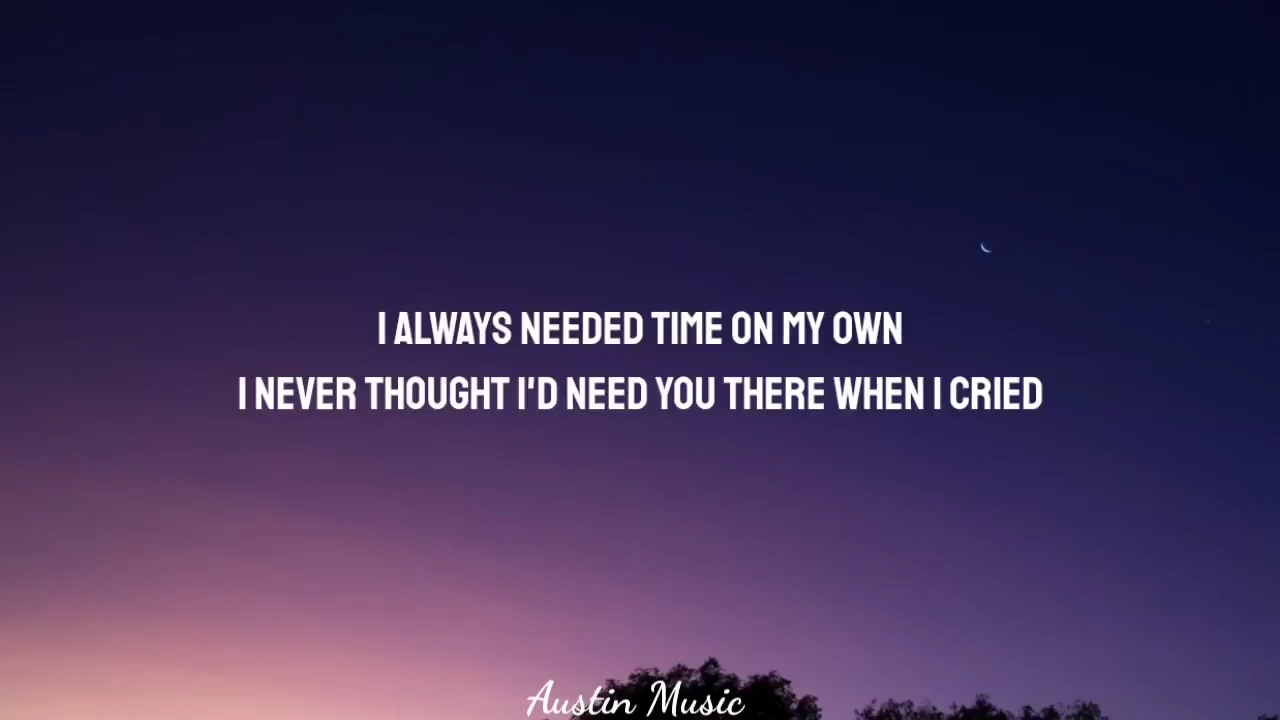 I ALWAYS NEEDED TIME ON MY OWN
I NEVER THOUGHT I'D NEED YOU THERE WHEN I CRIED
Austin Music